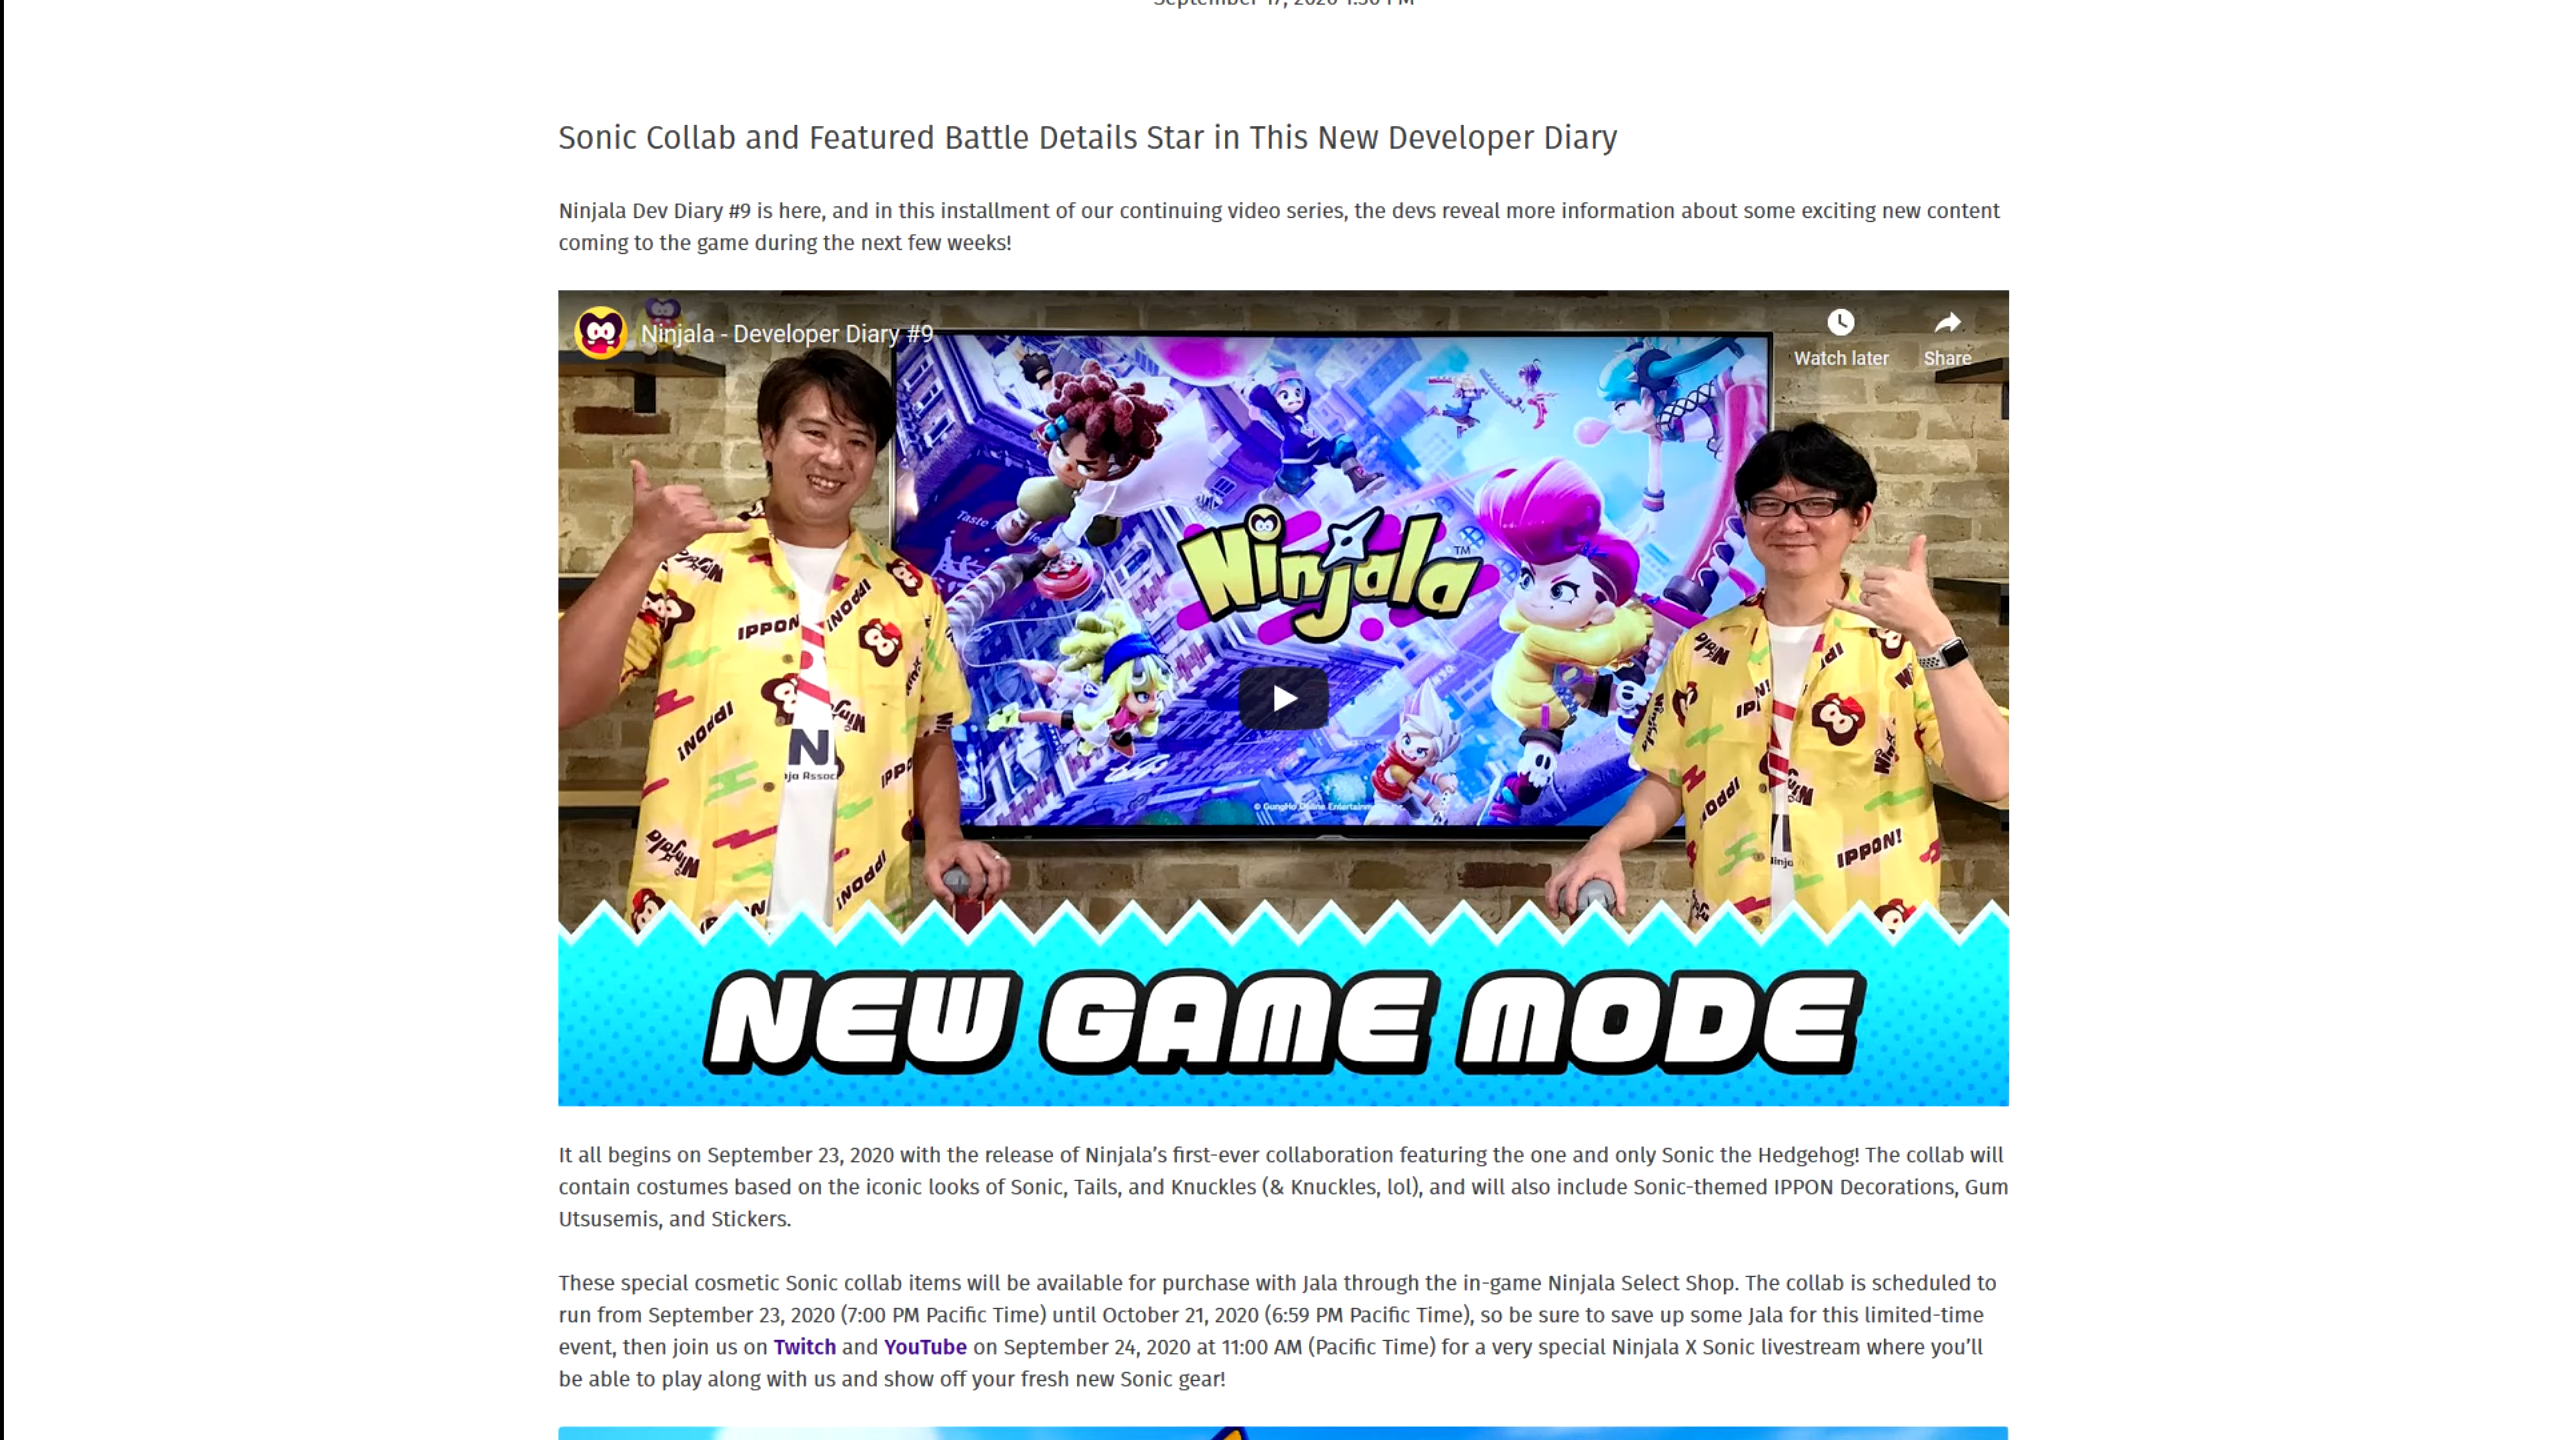 Sonic Collab and Featured Battle Details Star in This New Developer Diary
Ninjala Dev Diary #9 is here, and in this installment of our continuing video series, the devs reveal more information about some exciting new content
coming to the game during the next few weeks!
Ninjala - Developer Diary #9
Watch later
Share
Taste
Ninjala
TM
IPPON
IPPON!
IPPON!
N
IPPON!
Ninjala
IPPON!
IPPON!
NEW GAME MODE
It all begins on September 23, 2020 with the release of Ninjala’s first-ever collaboration featuring the one and only Sonic the Hedgehog! The collab will
contain costumes based on the iconic looks of Sonic, Tails, and Knuckles (& Knuckles, lol), and will also include Sonic-themed IPPON Decorations, Gum
Utsusemis, and Stickers.
These special cosmetic Sonic collab items will be available for purchase with Jala through the in-game Ninjala Select Shop. The collab is scheduled to
run from September 23, 2020 (7:00 PM Pacific Time) until October 21, 2020 (6:59 PM Pacific Time), so be sure to save up some Jala for this limited-time
event, then join us on Twitch and YouTube on September 24, 2020 at 11:00 AM (Pacific Time) for a very special Ninjala X Sonic livestream where you’ll
be able to play along with us and show off your fresh new Sonic gear!